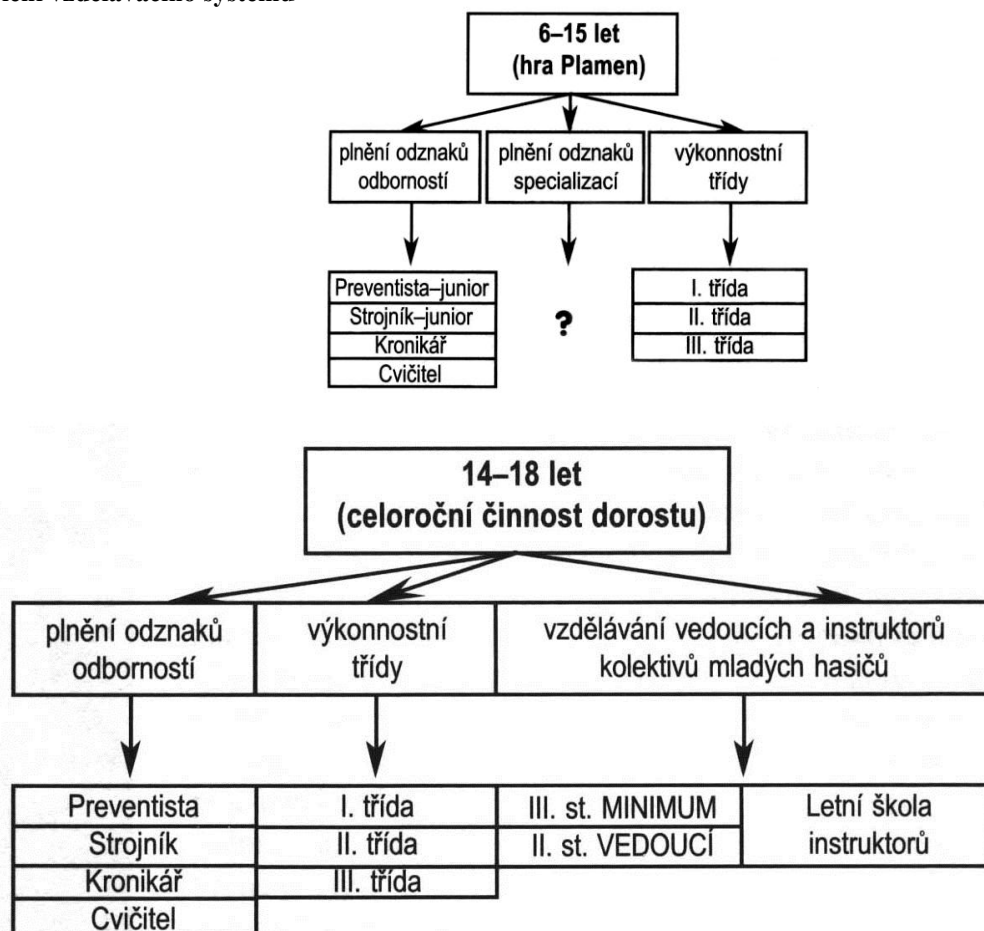 vzdělávacího systému
6–15 let
(hra Plamen)
plnění odznaků
odborností
plnění odznaků
specializací
výkonnostní
třídy
Preventista–junior
Strojník–junior
Kronikář
Cvičitel
?
I. třída
II. třída
III. třída
14–18 let
(celoroční činnost dorostu)
plnění odznaků
odborností
výkonnostní
třídy
vzdělávání vedoucích a instruktorů
kolektivů mladých hasičů
Preventista
Strojník
Kronikář
Cvičitel
I. třída
II. třída
III. třída
III. st. MINIMUM
II. st. VEDOUCÍ
Letní škola
instruktorů